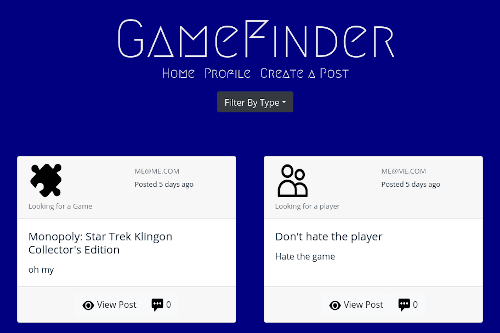 GameFinder
Home Profile Create a Post
Filter By Type
ME@ME.COM
Posted 5 days ago
Looking for a Game
Monopoly: Star Trek Klingon
Collector's Edition
oh my
View Post 0
ME@ME.COM
Posted 5 days ago
Looking for a player
Don't hate the player
Hate the game
View Post 0